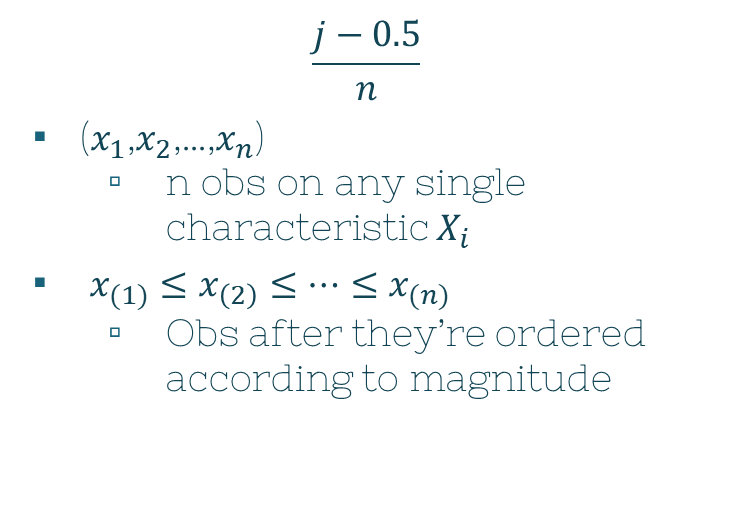 j − 0.5
n
▪ (x₁,x₂,...,xₙ)
▫ n obs on any single
characteristic Xᵢ
▪ x₍₁₎ ≤ x₍₂₎ ≤ ⋯ ≤ x₍ₙ₎
▫ Obs after they’re ordered
according to magnitude